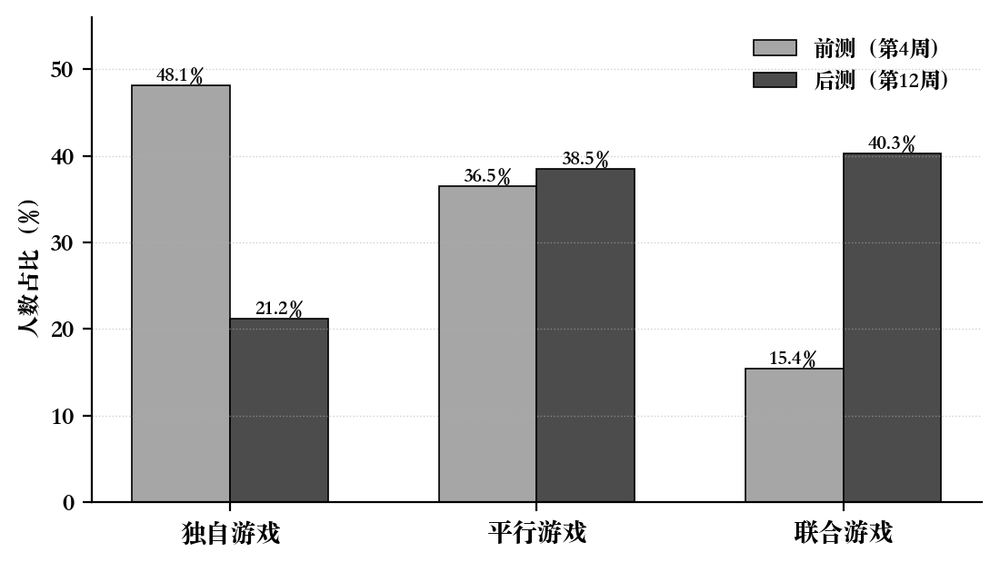 前测（第4周）
后测（第12周）
人数占比（%）
50
40
30
20
10
0
48.1%
21.2%
36.5%
38.5%
15.4%
40.3%
独自游戏
平行游戏
联合游戏